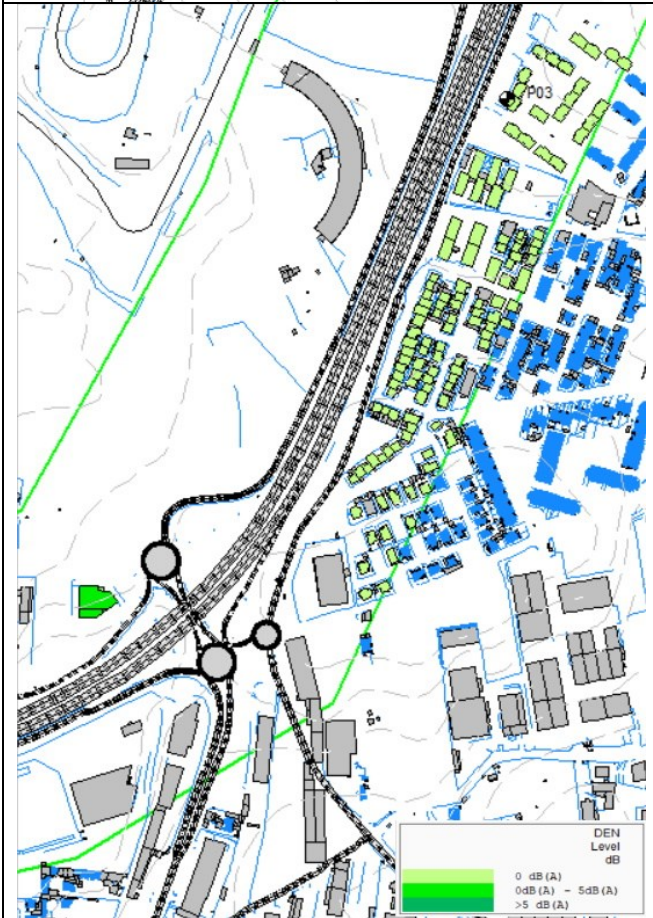 P03
DEN
Level
dB
0 dB(A)
0dB(A) - 5dB(A)
>5 dB(A)